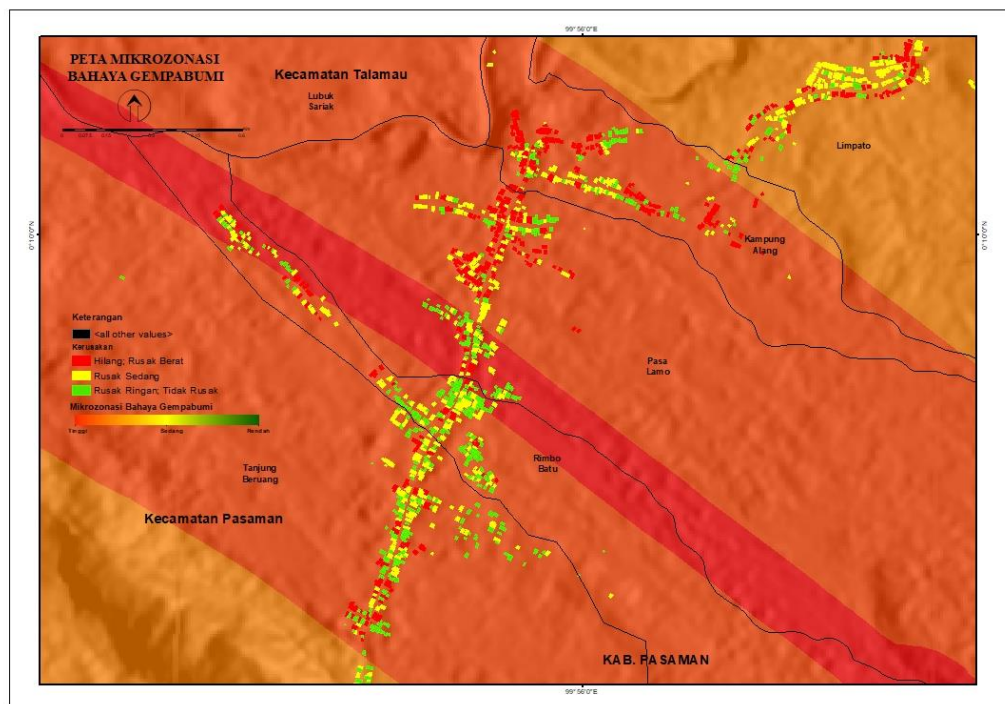 99°56'0"E
PETA MIKROZONASI
BAHAYA GEMPABUMI
Kecamatan Talamau
Lubuk
Sariak
Limpato
Kampung
Alang
0°10'0"N
0°10'0"N
Keterangan
<all other values>
Kerusakan
Hilang; Rusak Berat
Rusak Sedang
Rusak Ringan; Tidak Rusak
Mikrozonasi Bahaya Gempabumi
Tinggi
Sedang
Rendah
Pasa
Lamo
Tanjung
Beruang
Rimbo
Batu
Kecamatan Pasaman
KAB. PASAMAN
99°56'0"E